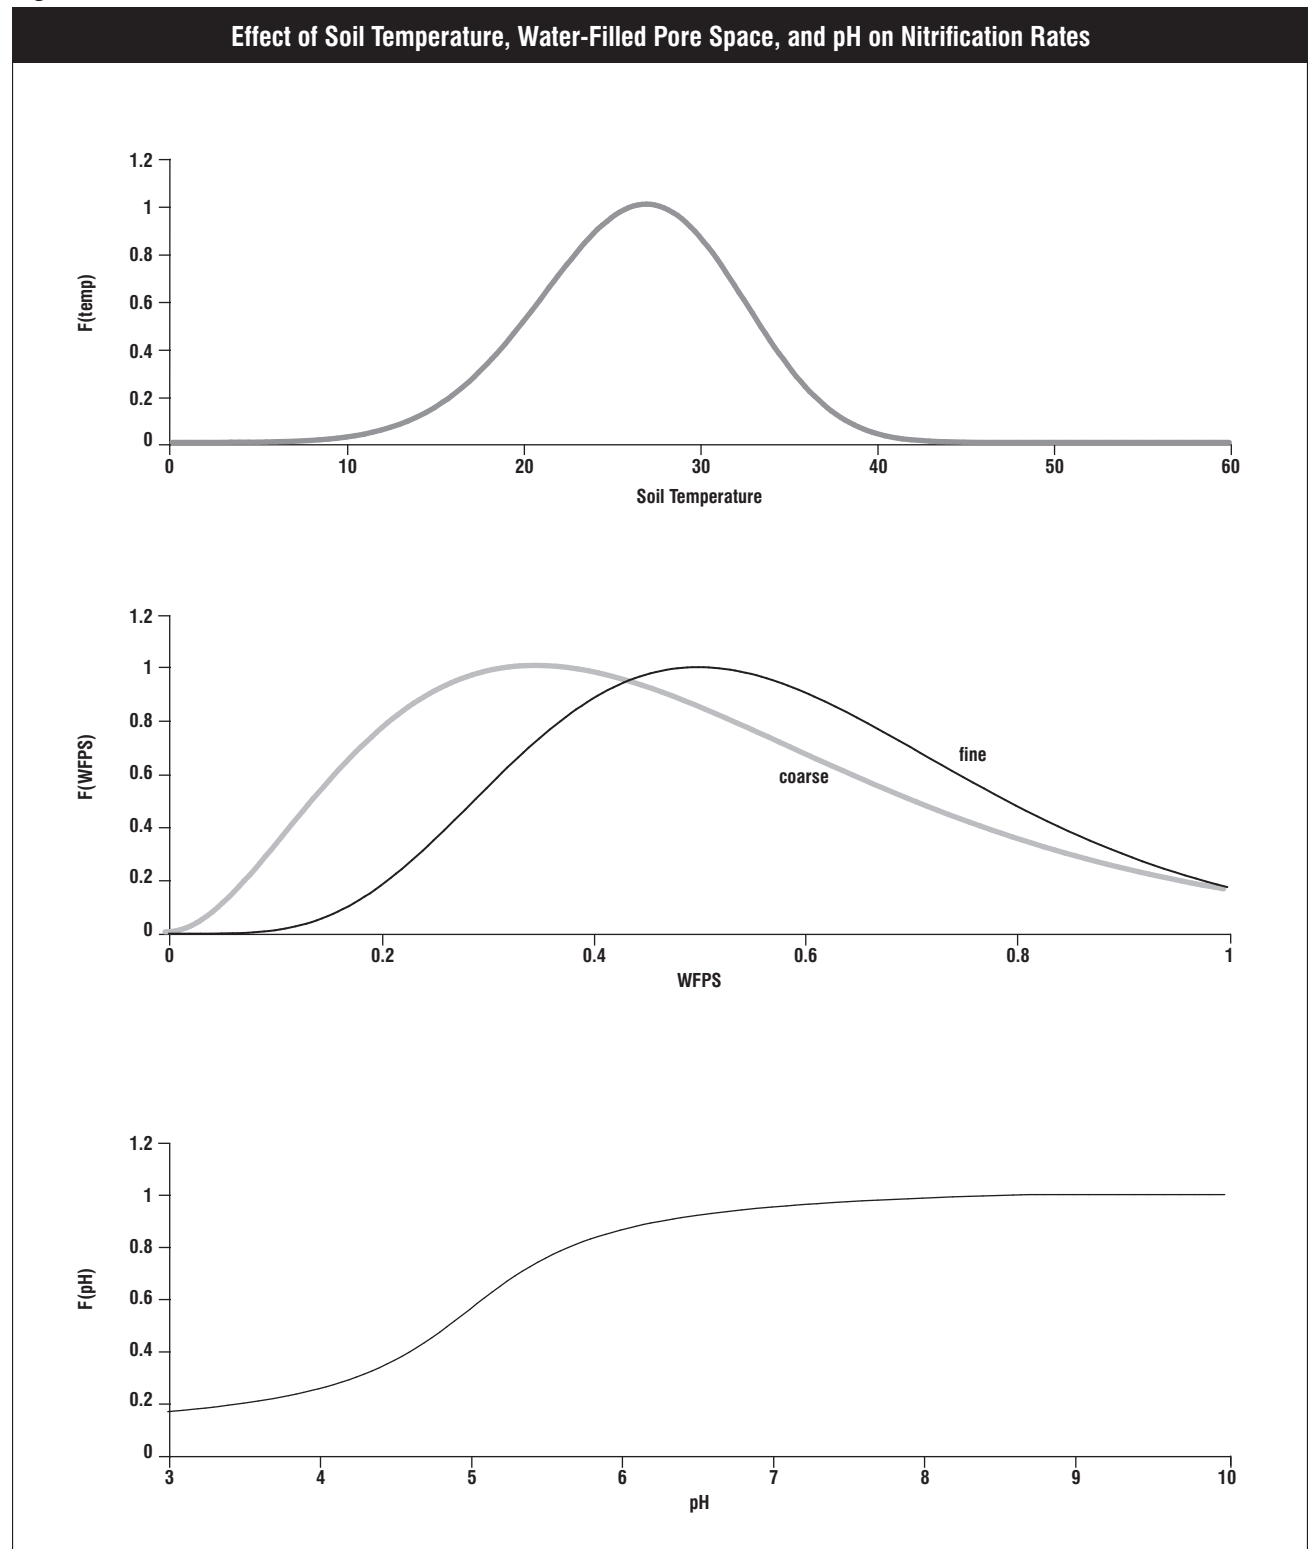 Effect of Soil Temperature, Water-Filled Pore Space, and pH on Nitrification Rates
1.2
1
0.8
0.6
0.4
0.2
0
F(temp)
0 10 20 30 40 50 60
Soil Temperature
1.2
1
0.8
0.6
0.4
0.2
0
F(WFPS)
fine
coarse
0 0.2 0.4 0.6 0.8 1
WFPS
1.2
1
0.8
0.6
0.4
0.2
0
F(pH)
3 4 5 6 7 8 9 10
pH